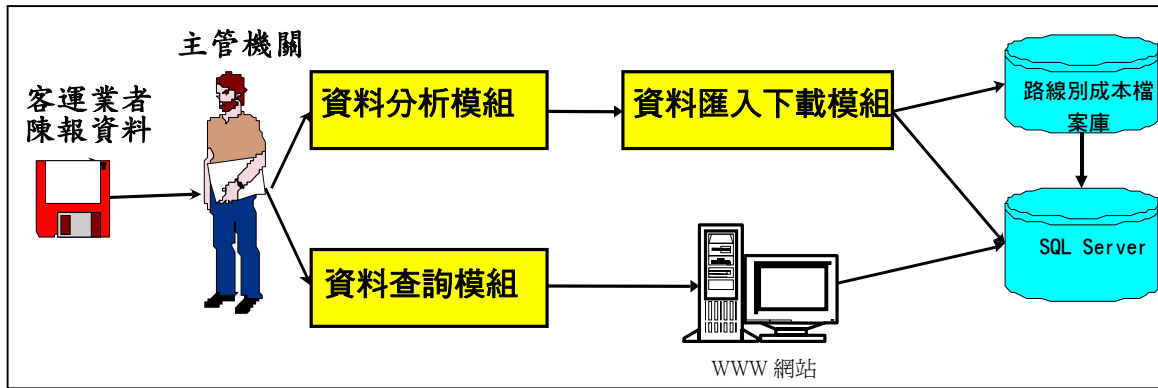 主管機關
客運業者
陳報資料
資料分析模組
資料匯入下載模組
路線別成本檔
案庫
SQL Server
資料查詢模組
WWW 網站